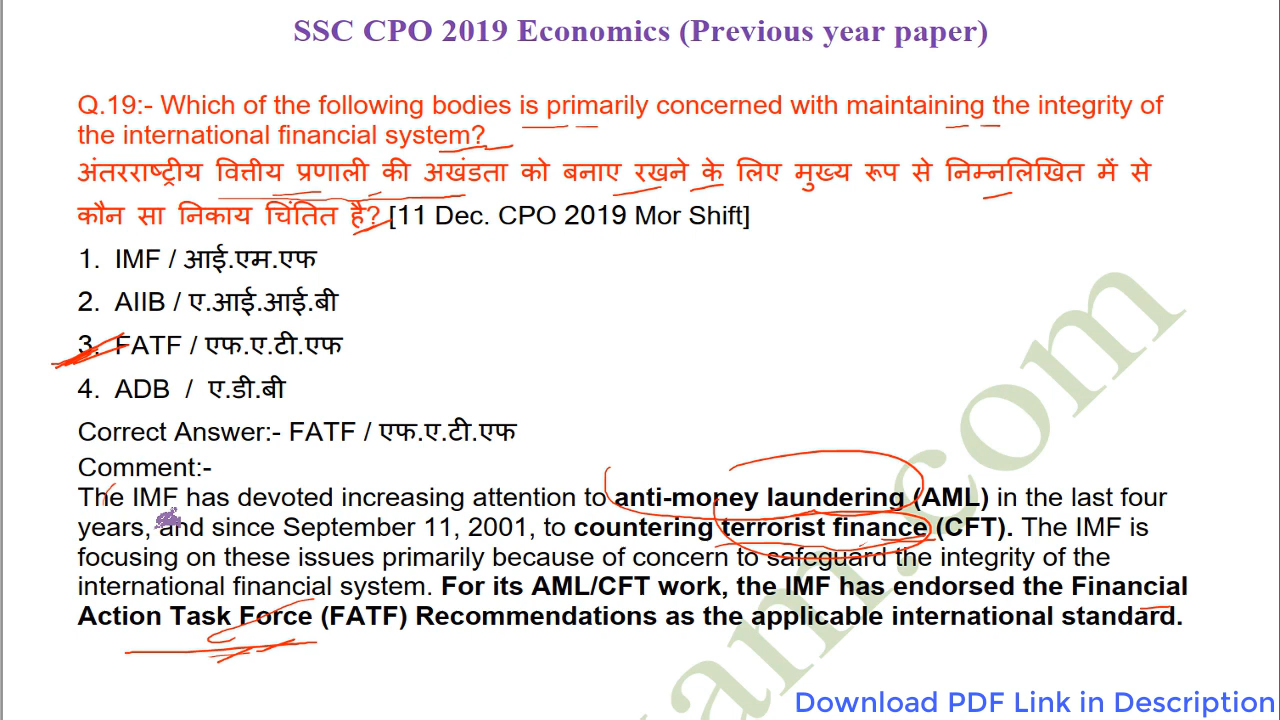 SSC CPO 2019 Economics (Previous year paper)
Q.19:- Which of the following bodies is primarily concerned with maintaining the integrity of
the international financial system?
अंतरराष्ट्रीय वित्तीय प्रणाली की अखंडता को बनाए रखने के लिए मुख्य रूप से निम्नलिखित में से
कौन सा निकाय चिंतित है? [11 Dec. CPO 2019 Mor Shift]
1. IMF / आई.एम.एफ
2. AIIB / ए.आई.आई.बी
3. FATF / एफ.ए.टी.एफ
4. ADB / ए.डी.बी
Correct Answer:- FATF / एफ.ए.टी.एफ
Comment:-
The IMF has devoted increasing attention to anti-money laundering (AML) in the last four
years, and since September 11, 2001, to countering terrorist finance (CFT). The IMF is
focusing on these issues primarily because of concern to safeguard the integrity of the
international financial system. For its AML/CFT work, the IMF has endorsed the Financial
Action Task Force (FATF) Recommendations as the applicable international standard.
am.com
Download PDF Link in Description